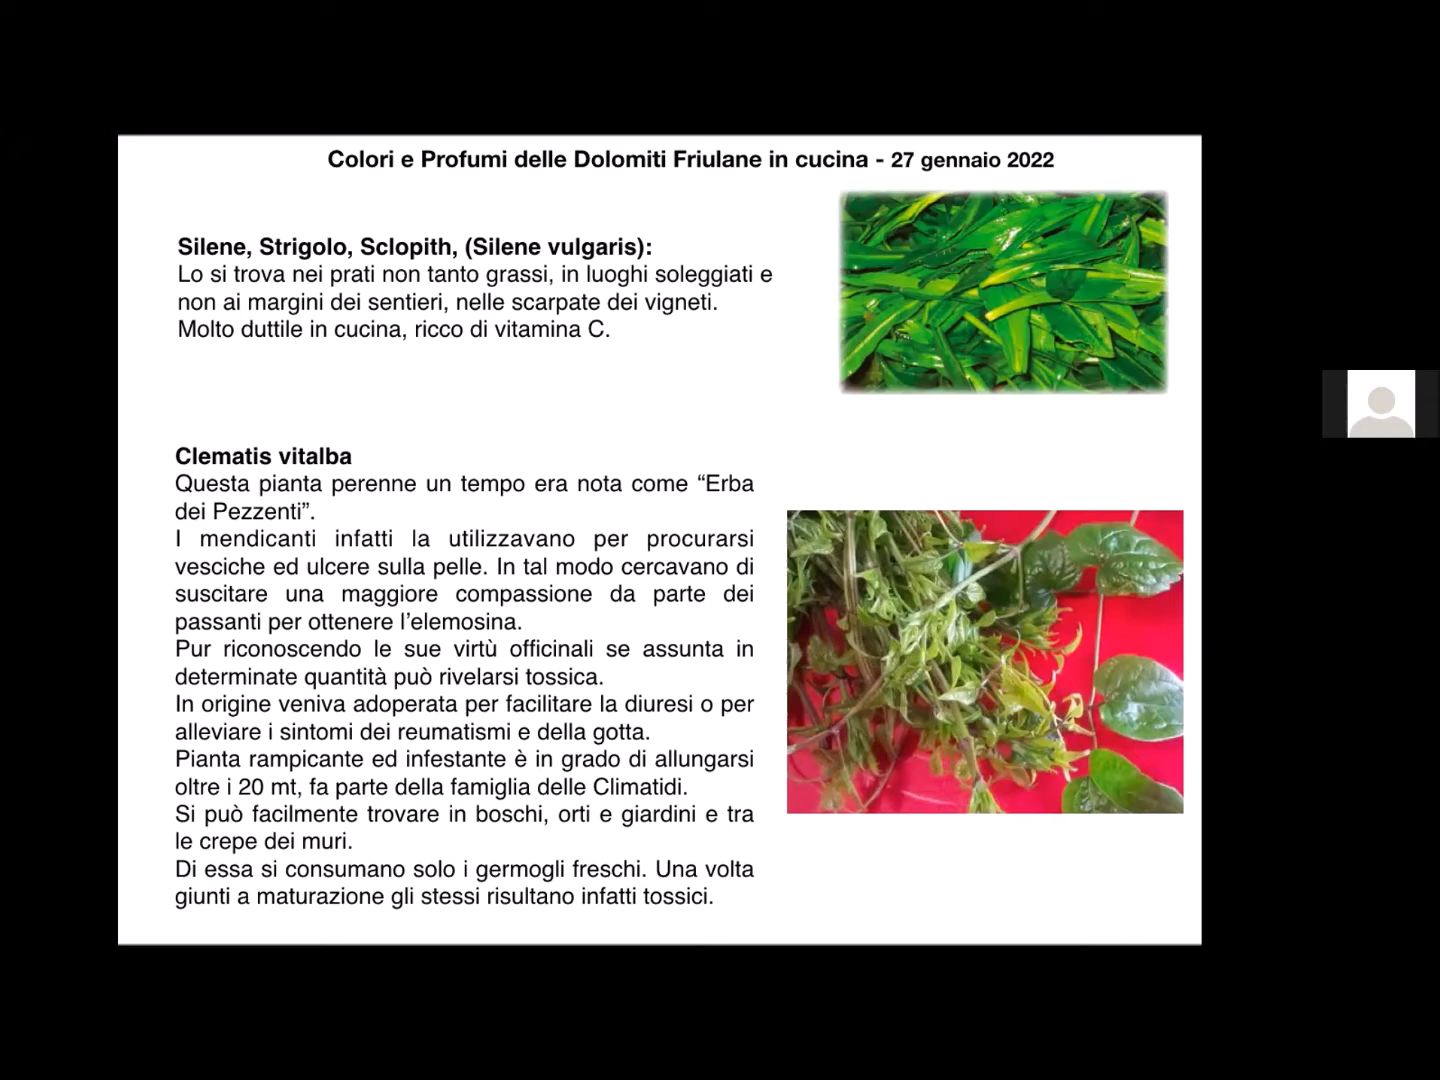 Colori e Profumi delle Dolomiti Friulane in cucina - 27 gennaio 2022
Silene, Strigolo, Sclopith, (Silene vulgaris):
Lo si trova nei prati non tanto grassi, in luoghi soleggiati e
non ai margini dei sentieri, nelle scarpate dei vigneti.
Molto duttile in cucina, ricco di vitamina C.
Clematis vitalba
Questa pianta perenne un tempo era nota come “Erba
dei Pezzenti”.
I mendicanti infatti la utilizzavano per procurarsi
vesciche ed ulcere sulla pelle. In tal modo cercavano di
suscitare una maggiore compassione da parte dei
passanti per ottenere l’elemosina.
Pur riconoscendo le sue virtù officinali se assunta in
determinate quantità può rivelarsi tossica.
In origine veniva adoperata per facilitare la diuresi o per
alleviare i sintomi dei reumatismi e della gotta.
Pianta rampicante ed infestante è in grado di allungarsi
oltre i 20 mt, fa parte della famiglia delle Climatidi.
Si può facilmente trovare in boschi, orti e giardini e tra
le crepe dei muri.
Di essa si consumano solo i germogli freschi. Una volta
giunti a maturazione gli stessi risultano infatti tossici.